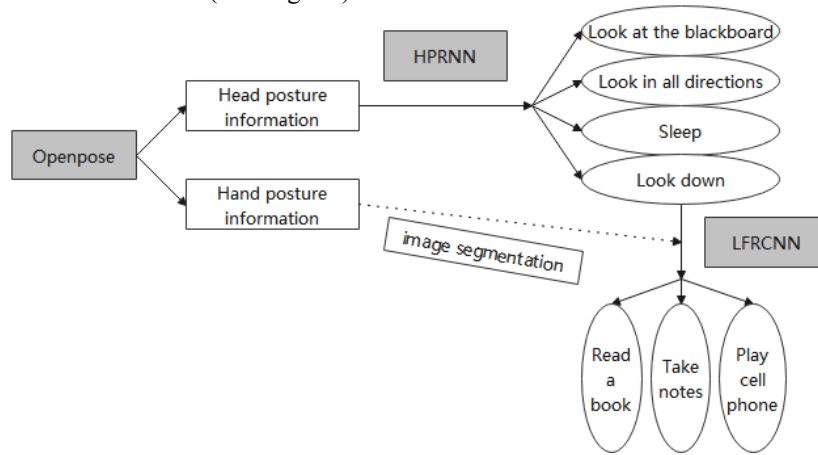 HPRNN
Look at the blackboard
Look in all directions
Sleep
Look down
Head posture
information
Openpose
Hand posture
information
image segmentation
LFRCNN
Read
a
book
Take
notes
Play
cell
phone